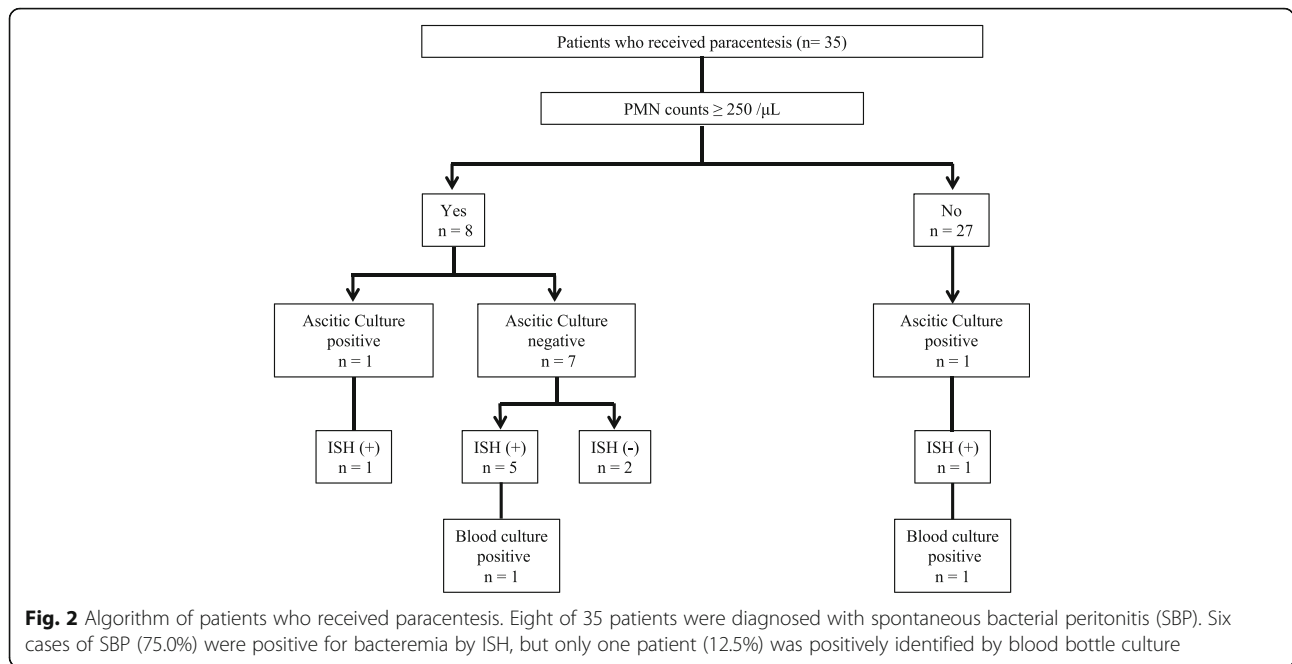 Patients who received paracentesis (n= 35)
PMN counts ≥ 250 /μL
Yes
n = 8
No
n = 27
Ascitic Culture
positive
n = 1
Ascitic Culture
negative
n = 7
Ascitic Culture
positive
n = 1
ISH (+)
n = 1
ISH (+)
n = 5
ISH (-)
n = 2
ISH (+)
n = 1
Blood culture
positive
n = 1
Blood culture
positive
n = 1
Fig. 2 Algorithm of patients who received paracentesis. Eight of 35 patients were diagnosed with spontaneous bacterial peritonitis (SBP). Six
cases of SBP (75.0%) were positive for bacteremia by ISH, but only one patient (12.5%) was positively identified by blood bottle culture